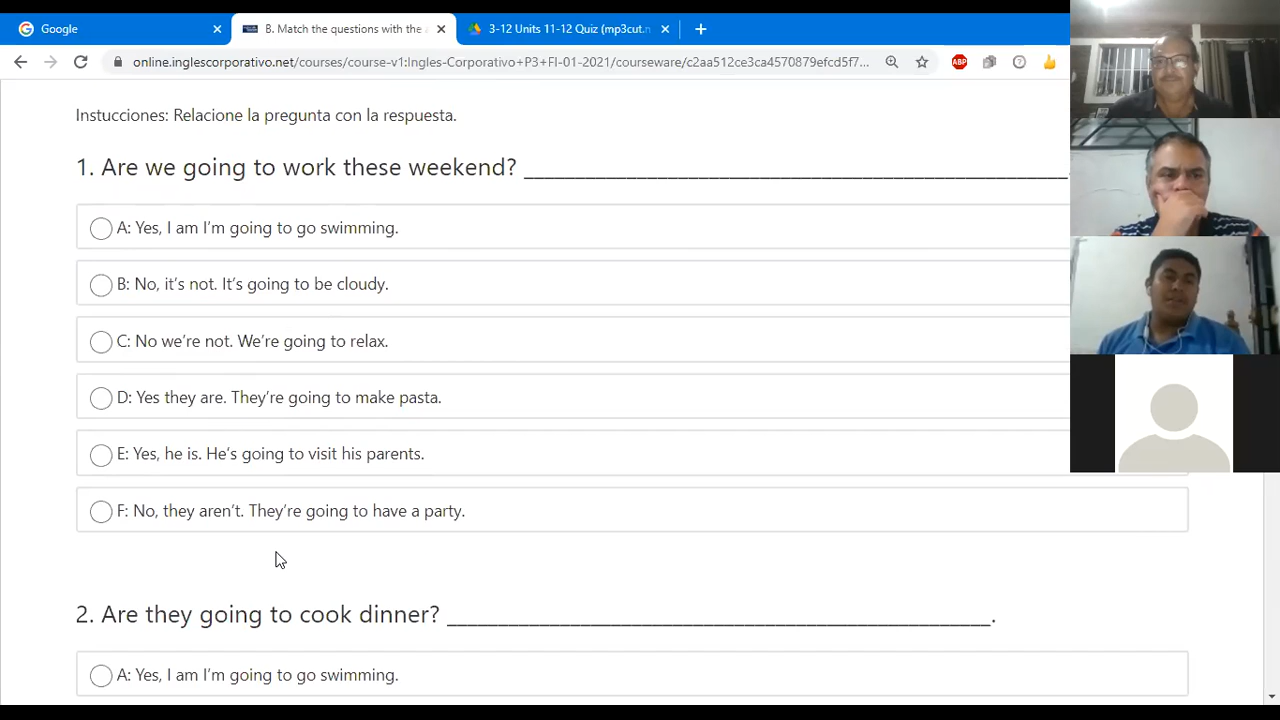 Google
B. Match the questions with the a
3-12 Units 11-12 Quiz (mp3cut.n
online.inglescorporativo.net/courses/course-v1:Ingles-Corporativo+P3+FI-01-2021/courseware/c2aa512ce3ca4570879efcd5f7...
ABP
Instucciones: Relacione la pregunta con la respuesta.
1. Are we going to work these weekend? ____________________
A: Yes, I am I’m going to go swimming.
B: No, it’s not. It’s going to be cloudy.
C: No we’re not. We’re going to relax.
D: Yes they are. They’re going to make pasta.
E: Yes, he is. He’s going to visit his parents.
F: No, they aren’t. They’re going to have a party.
2. Are they going to cook dinner? ____________________.
A: Yes, I am I’m going to go swimming.